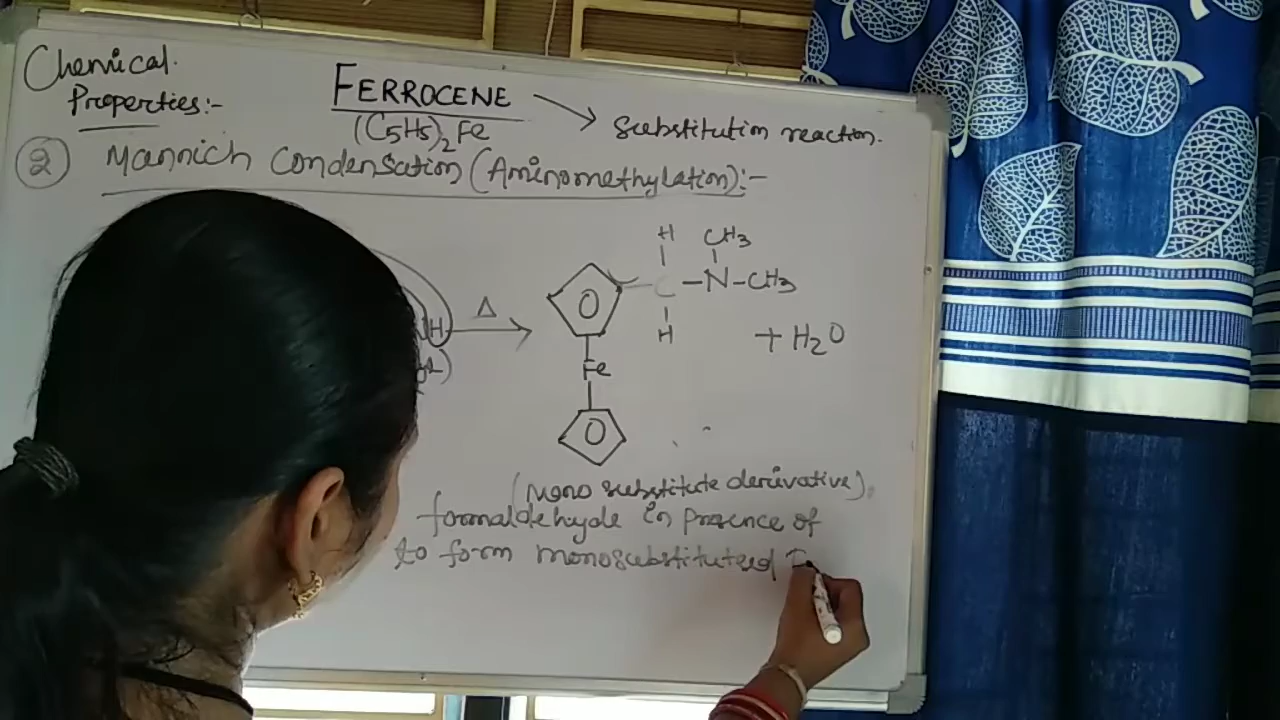 Chemical
Properties:-
FERROCENE
(C5H5)2Fe
Substitution reaction.
② Mannich Condensation (Aminomethylation):-
H CH3
C -N-CH3
H
H Δ
+ H2O
Fe
(Mono substitute derivative).
formaldehyde in presence of
to form monosubstituted